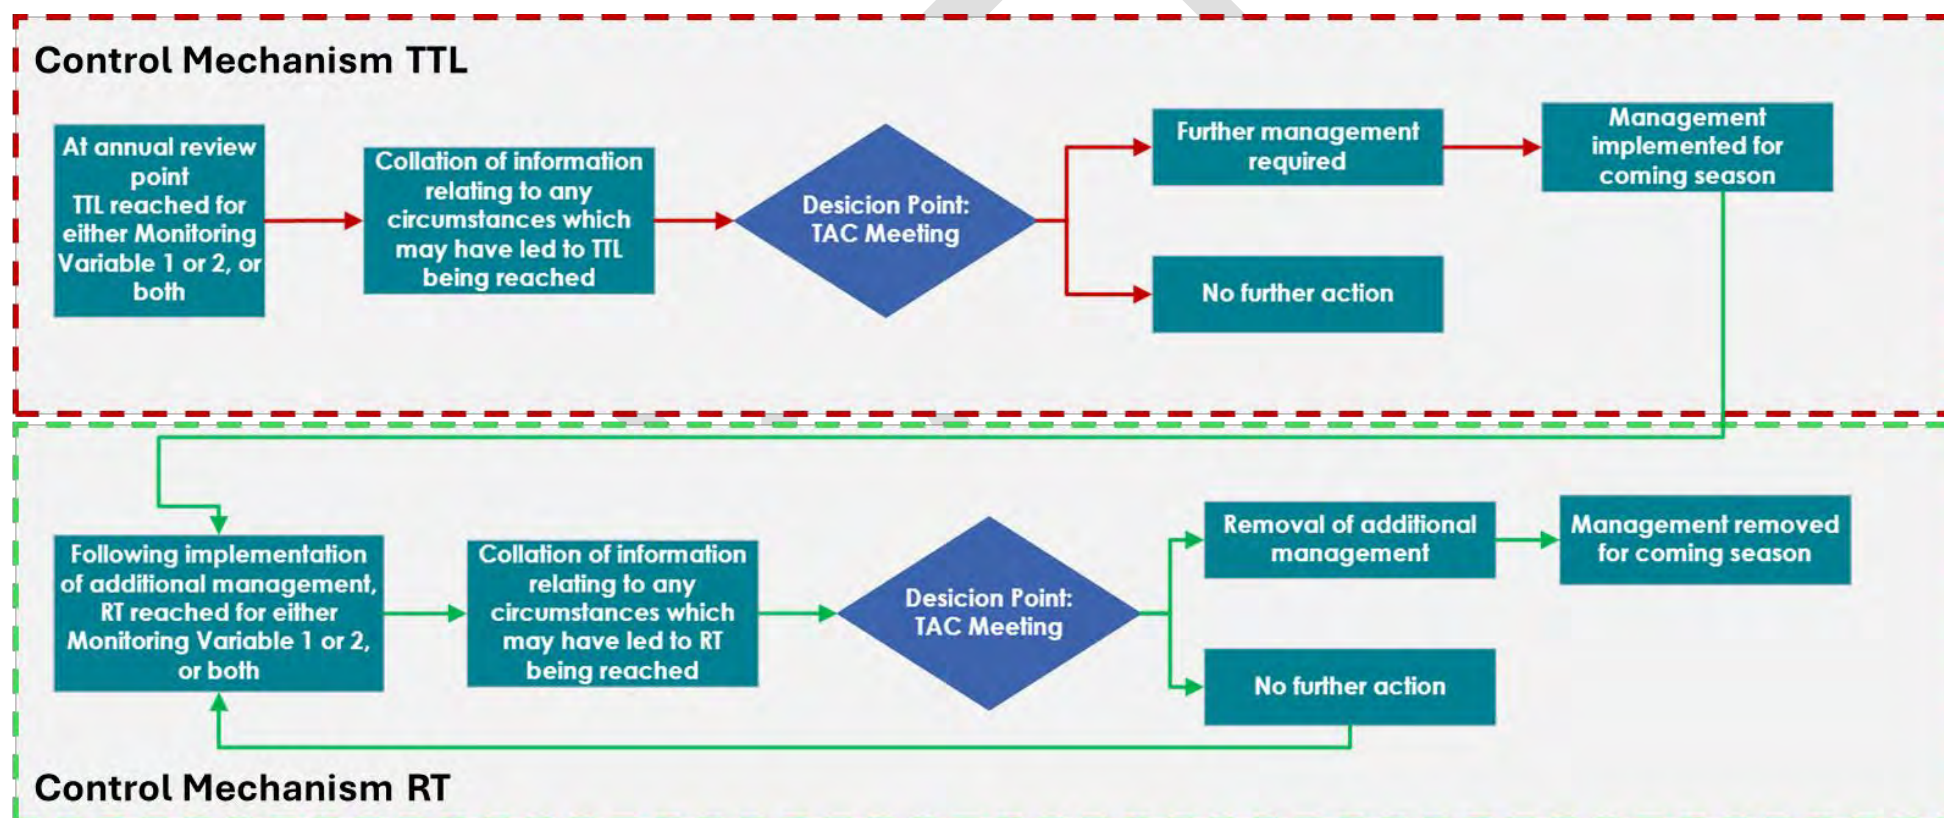 Control Mechanism TTL
At annual review
point
TTL reached for
either Monitoring
Variable 1 or 2, or
both
Collation of information
relating to any
circumstances which
may have led to TTL
being reached
Desicion Point:
TAC Meeting
Further management
required
Management
implemented for
coming season
No further action
Following implementation
of additional management,
RT reached for either
Monitoring Variable 1 or 2,
or both
Collation of information
relating to any
circumstances which
may have led to RT
being reached
Desicion Point:
TAC Meeting
Removal of additional
management
Management removed
for coming season
No further action
Control Mechanism RT